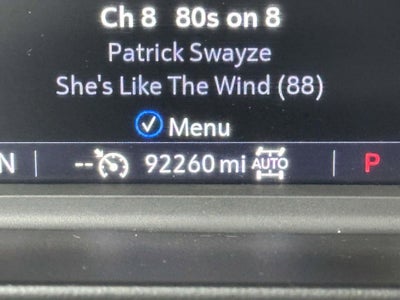 Ch 8 80s on 8
Patrick Swayze
She's Like The Wind (88)
Menu
N -- 92260 mi AUTO P